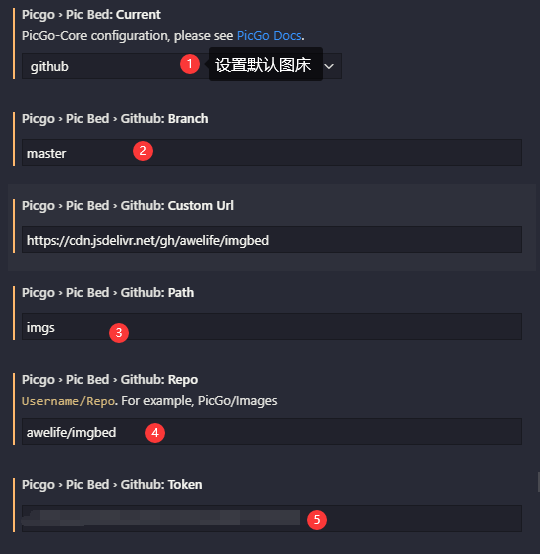 Picgo › Pic Bed: Current
PicGo-Core configuration, please see PicGo Docs.
github 1 设置默认图床
Picgo › Pic Bed › Github: Branch
master 2
Picgo › Pic Bed › Github: Custom Url
https://cdn.jsdelivr.net/gh/awelife/imgbed
Picgo › Pic Bed › Github: Path
imgs 3
Picgo › Pic Bed › Github: Repo
Username/Repo. For example, PicGo/Images
awelife/imgbed 4
Picgo › Pic Bed › Github: Token
5